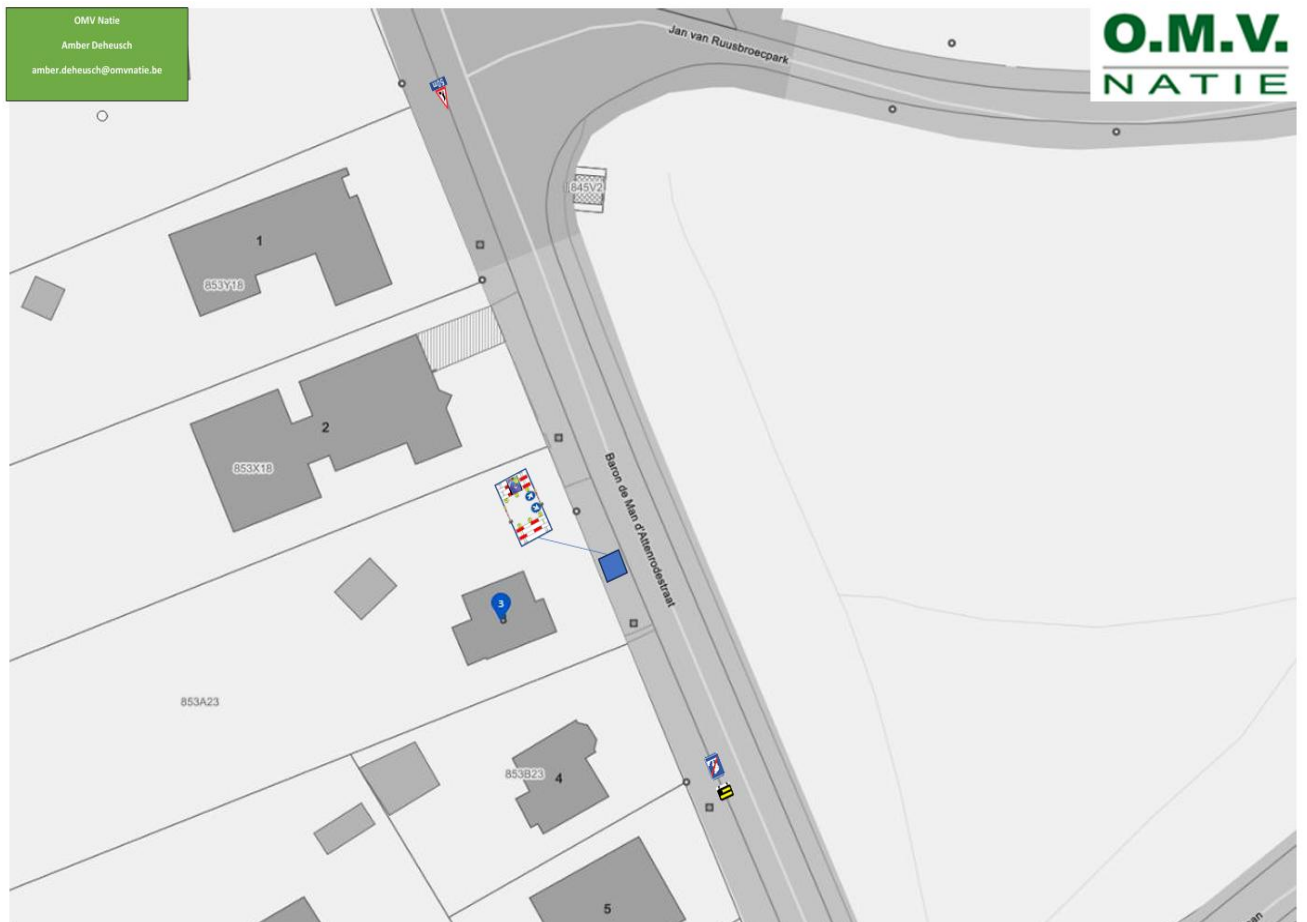 OMV Natie
Amber Deheusch
amber.deheusch@omvnatie.be
O.M.V.
NATIE
Jan van Ruusbroecpark
845V2
1
853Y18
2
853X18
Baron de Man d'Attenrodestraat
3
853A23
853B23
4
5